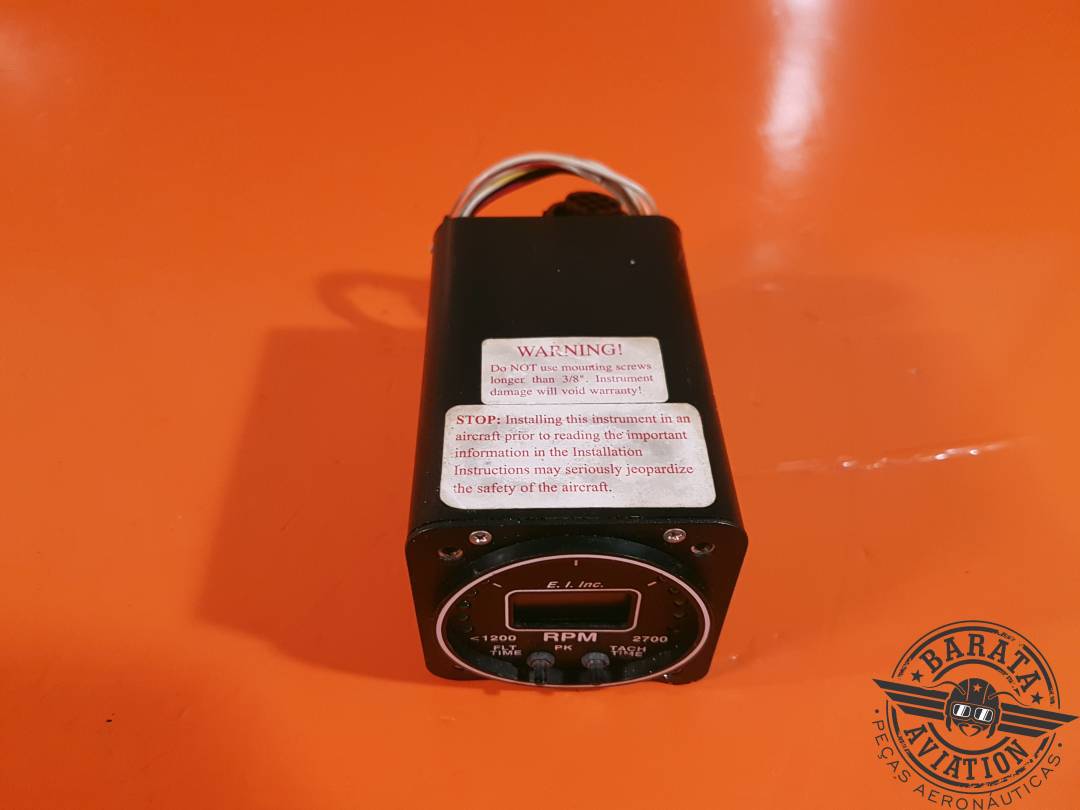 WARNING!
Do NOT use mounting screws
longer than 3/8". Instrument
damage will void warranty!
STOP: Installing this instrument in an
aircraft prior to reading the important
information in the Installation
Instructions may seriously jeopardize
the safety of the aircraft.
E. I. Inc.
<1200 RPM 2700
FLT PK TACH
TIME TIME
BARATA
AVIATION
• PEÇAS AERONÁUTICAS •